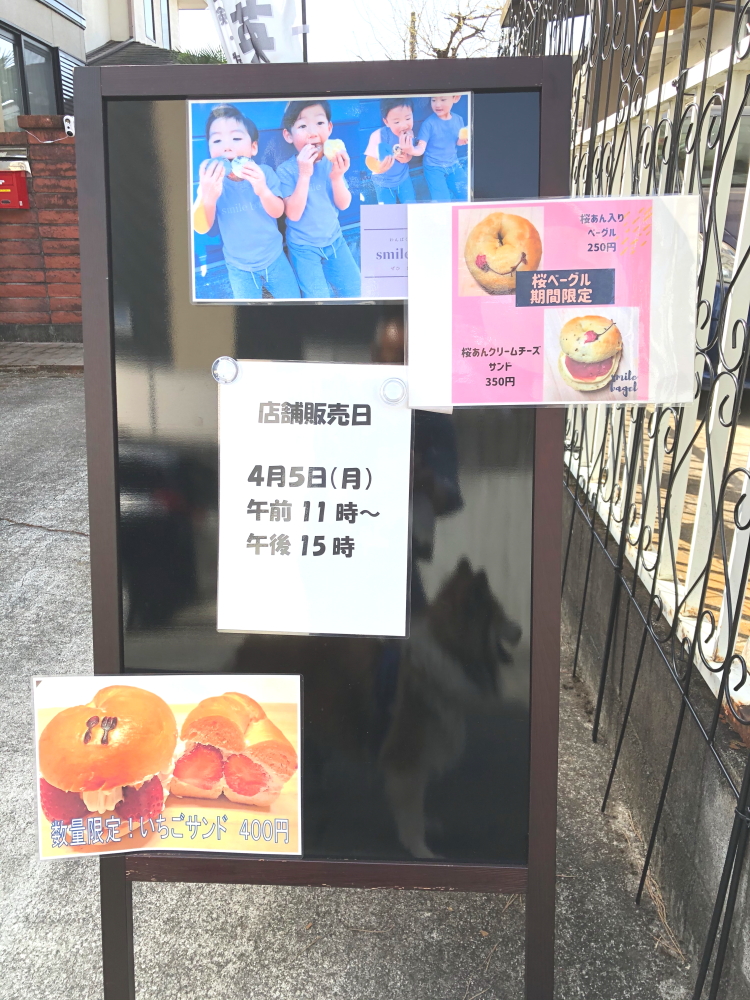 smile
桜あん入り
ベーグル
250円
桜ベーグル
期間限定
桜あんクリームチーズ
サンド
350円
smile
bagel
店舗販売日
4月5日(月)
午前 11 時～
午後 15 時
数量限定！いちごサンド 400円